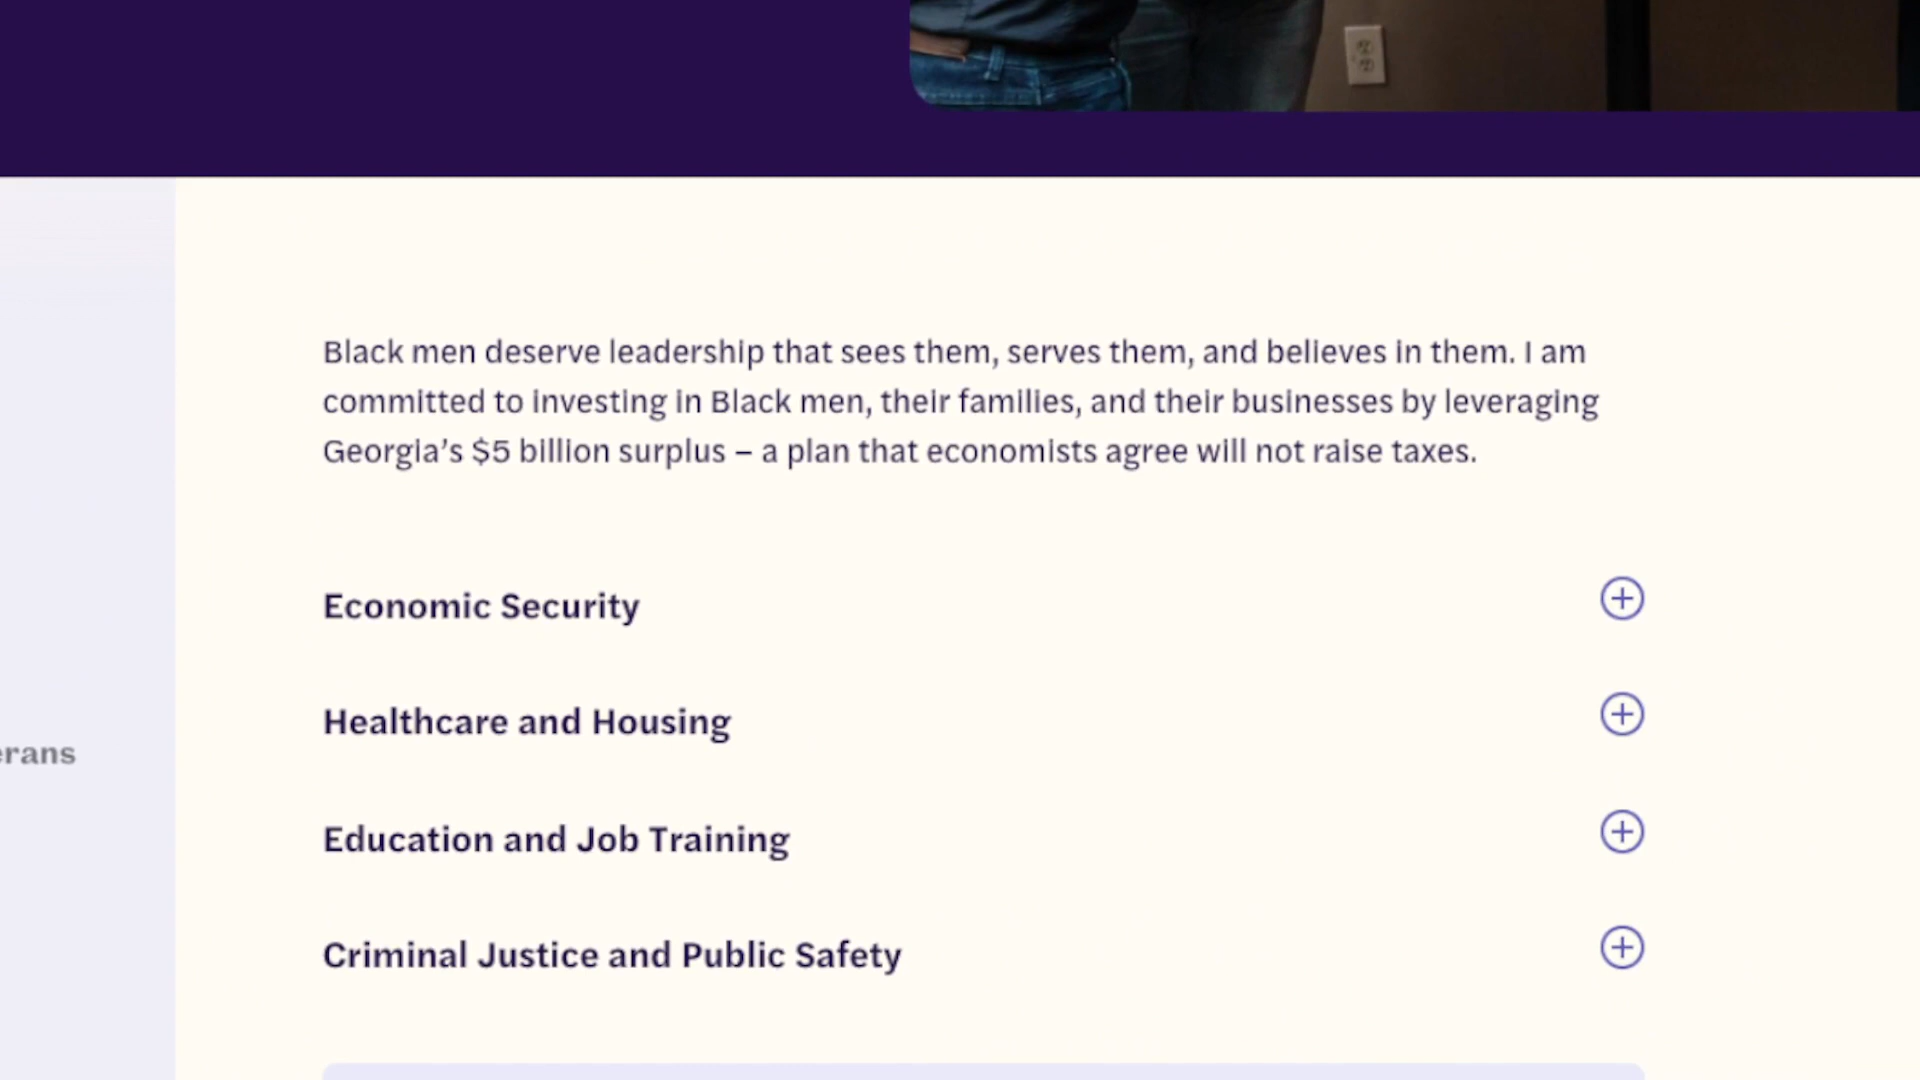 Black men deserve leadership that sees them, serves them, and believes in them. I am
committed to investing in Black men, their families, and their businesses by leveraging
Georgia's $5 billion surplus – a plan that economists agree will not raise taxes.
Economic Security
Healthcare and Housing
erans
Education and Job Training
Criminal Justice and Public Safety